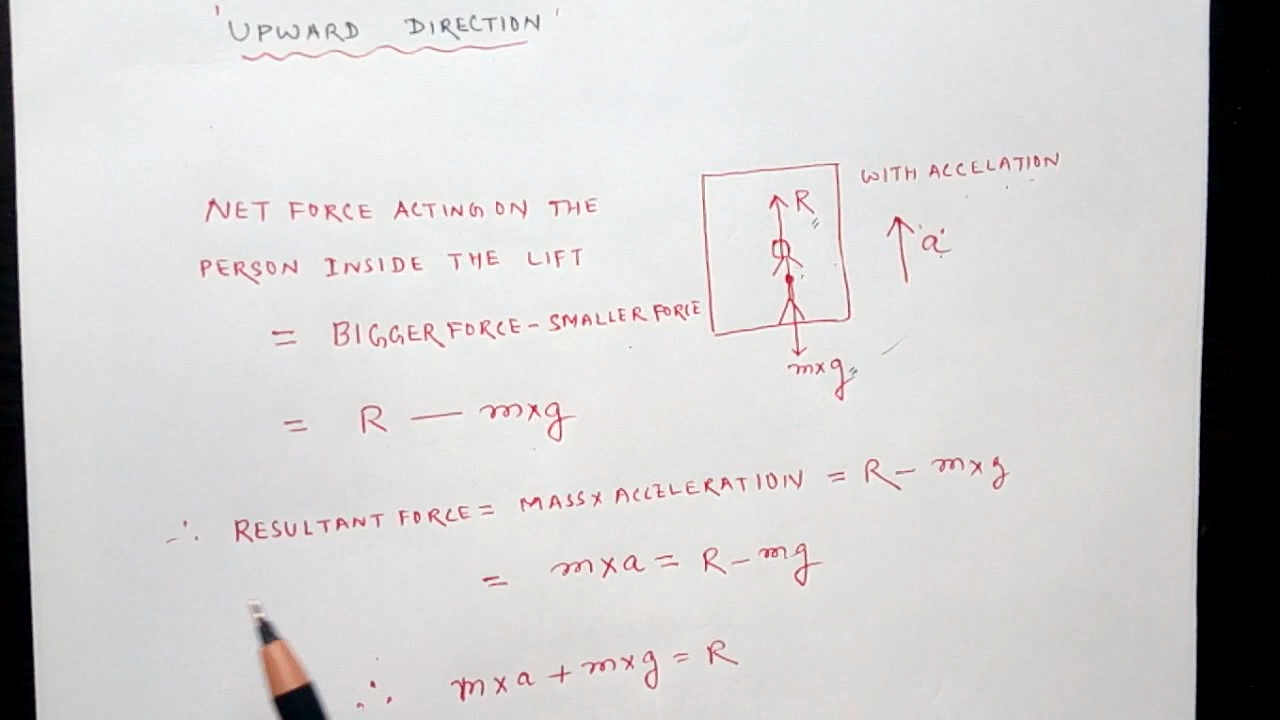 'UPWARD DIRECTION'
WITH ACCELATION
R
'a'
mxg
NET FORCE ACTING ON THE
PERSON INSIDE THE LIFT
= BIGGER FORCE - SMALLER FORCE
= R — mxg
∴ RESULTANT FORCE = MASS X ACCELERATION = R - mxg
= mxa = R - mg
∴ mxa + mxg = R